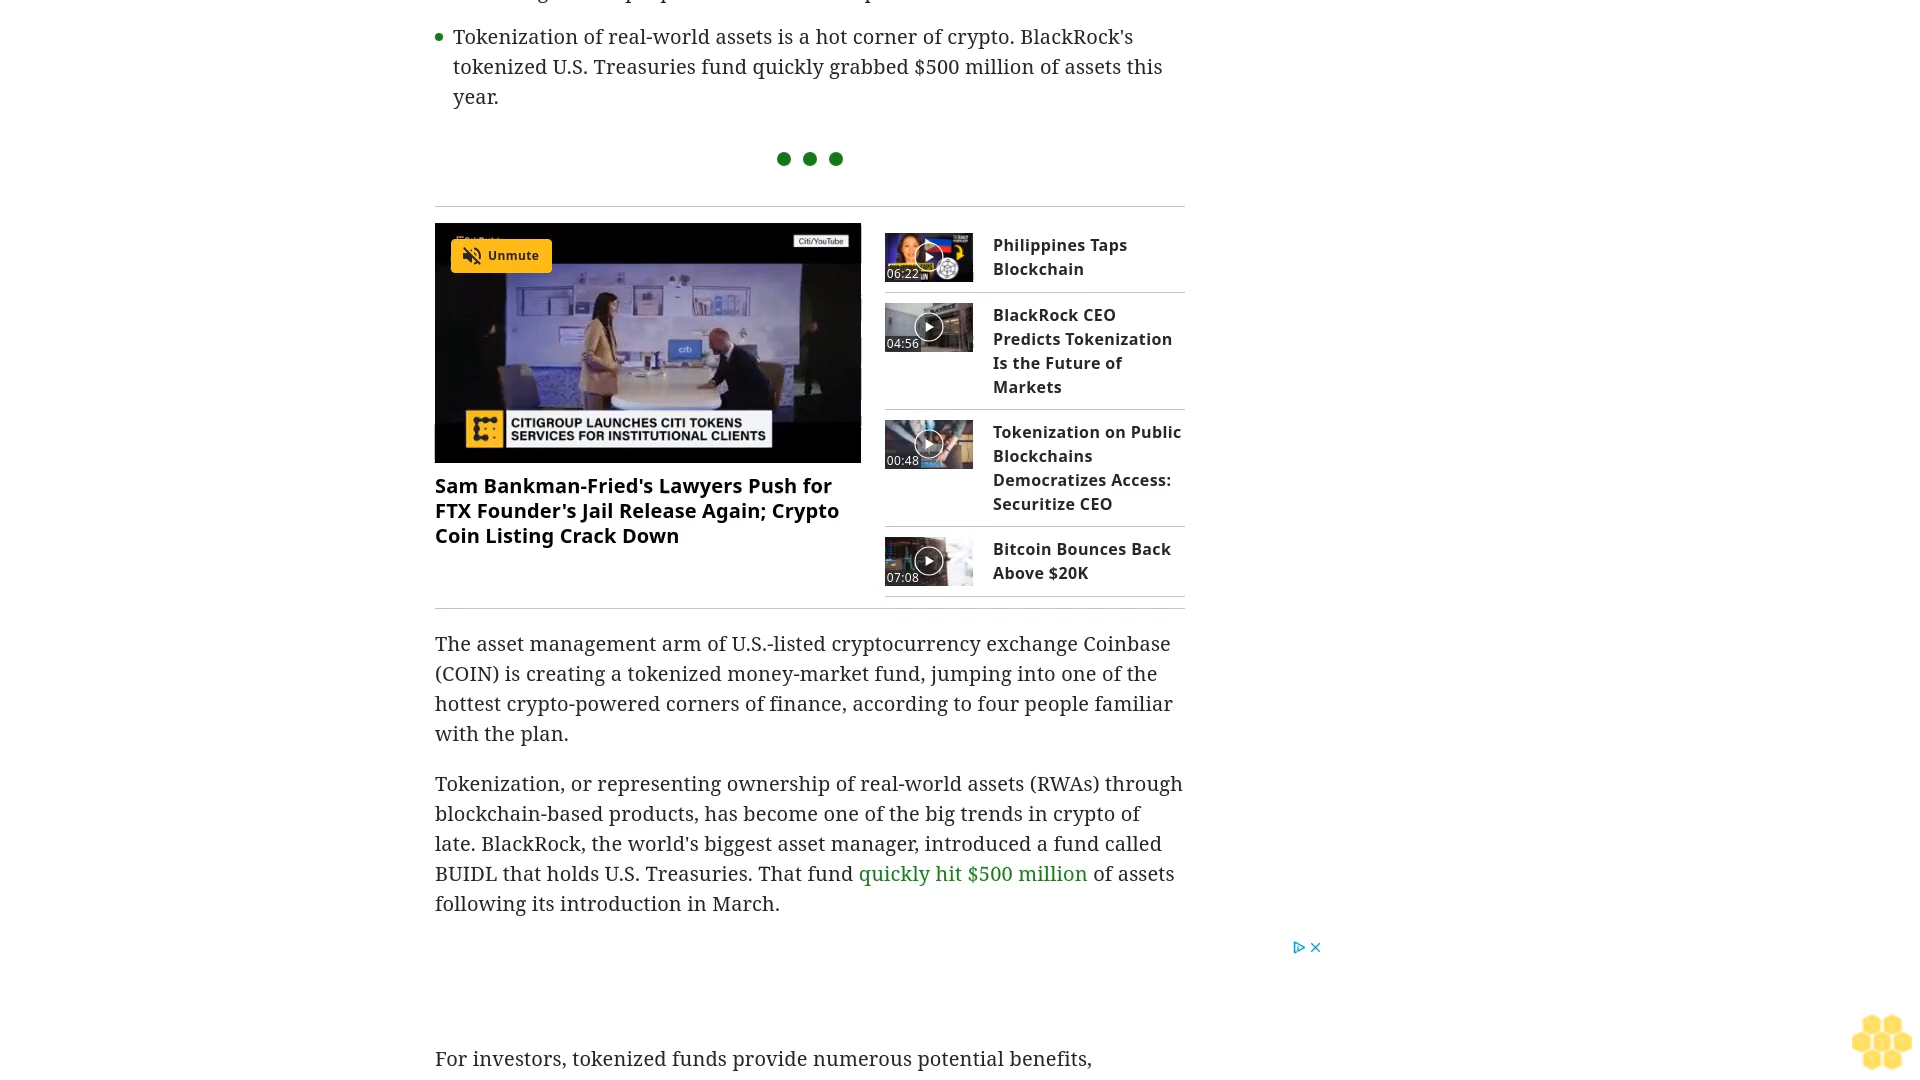 Tokenization of real-world assets is a hot corner of crypto. BlackRock's
tokenized U.S. Treasuries fund quickly grabbed $500 million of assets this
year.
Unmute
Citi/YouTube
citi
CITIGROUP LAUNCHES CITI TOKENS
SERVICES FOR INSTITUTIONAL CLIENTS
Sam Bankman-Fried's Lawyers Push for
FTX Founder's Jail Release Again; Crypto
Coin Listing Crack Down
06:22
Philippines Taps
Blockchain
04:56
BlackRock CEO
Predicts Tokenization
Is the Future of
Markets
00:48
Tokenization on Public
Blockchains
Democratizes Access:
Securitize CEO
07:08
Bitcoin Bounces Back
Above $20K
The asset management arm of U.S.-listed cryptocurrency exchange Coinbase
(COIN) is creating a tokenized money-market fund, jumping into one of the
hottest crypto-powered corners of finance, according to four people familiar
with the plan.
Tokenization, or representing ownership of real-world assets (RWAs) through
blockchain-based products, has become one of the big trends in crypto of
late. BlackRock, the world's biggest asset manager, introduced a fund called
BUIDL that holds U.S. Treasuries. That fund quickly hit $500 million of assets
following its introduction in March.
For investors, tokenized funds provide numerous potential benefits,